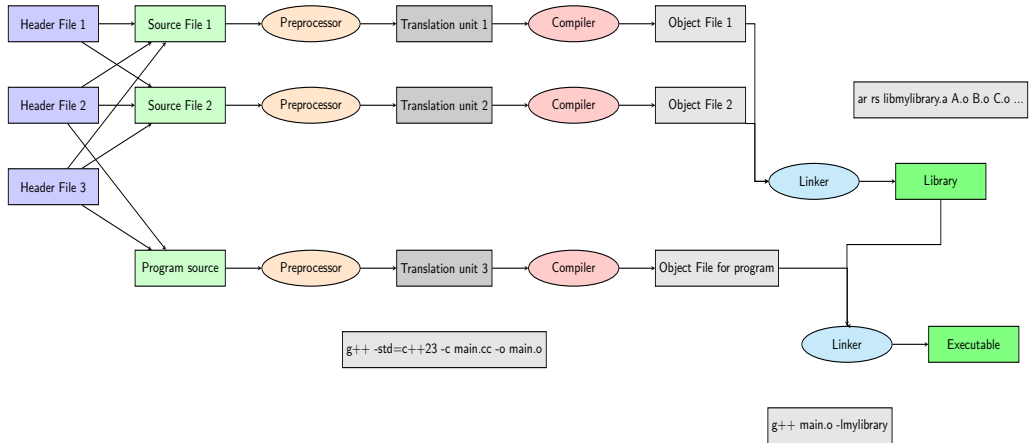 Header File 1
Source File 1
Preprocessor
Translation unit 1
Compiler
Object File 1
Header File 2
Source File 2
Preprocessor
Translation unit 2
Compiler
Object File 2
ar rs libmylibrary.a A.o B.o C.o ...
Header File 3
Linker
Library
Program source
Preprocessor
Translation unit 3
Compiler
Object File for program
g++ -std=c++23 -c main.cc -o main.o
Linker
Executable
g++ main.o -lmylibrary